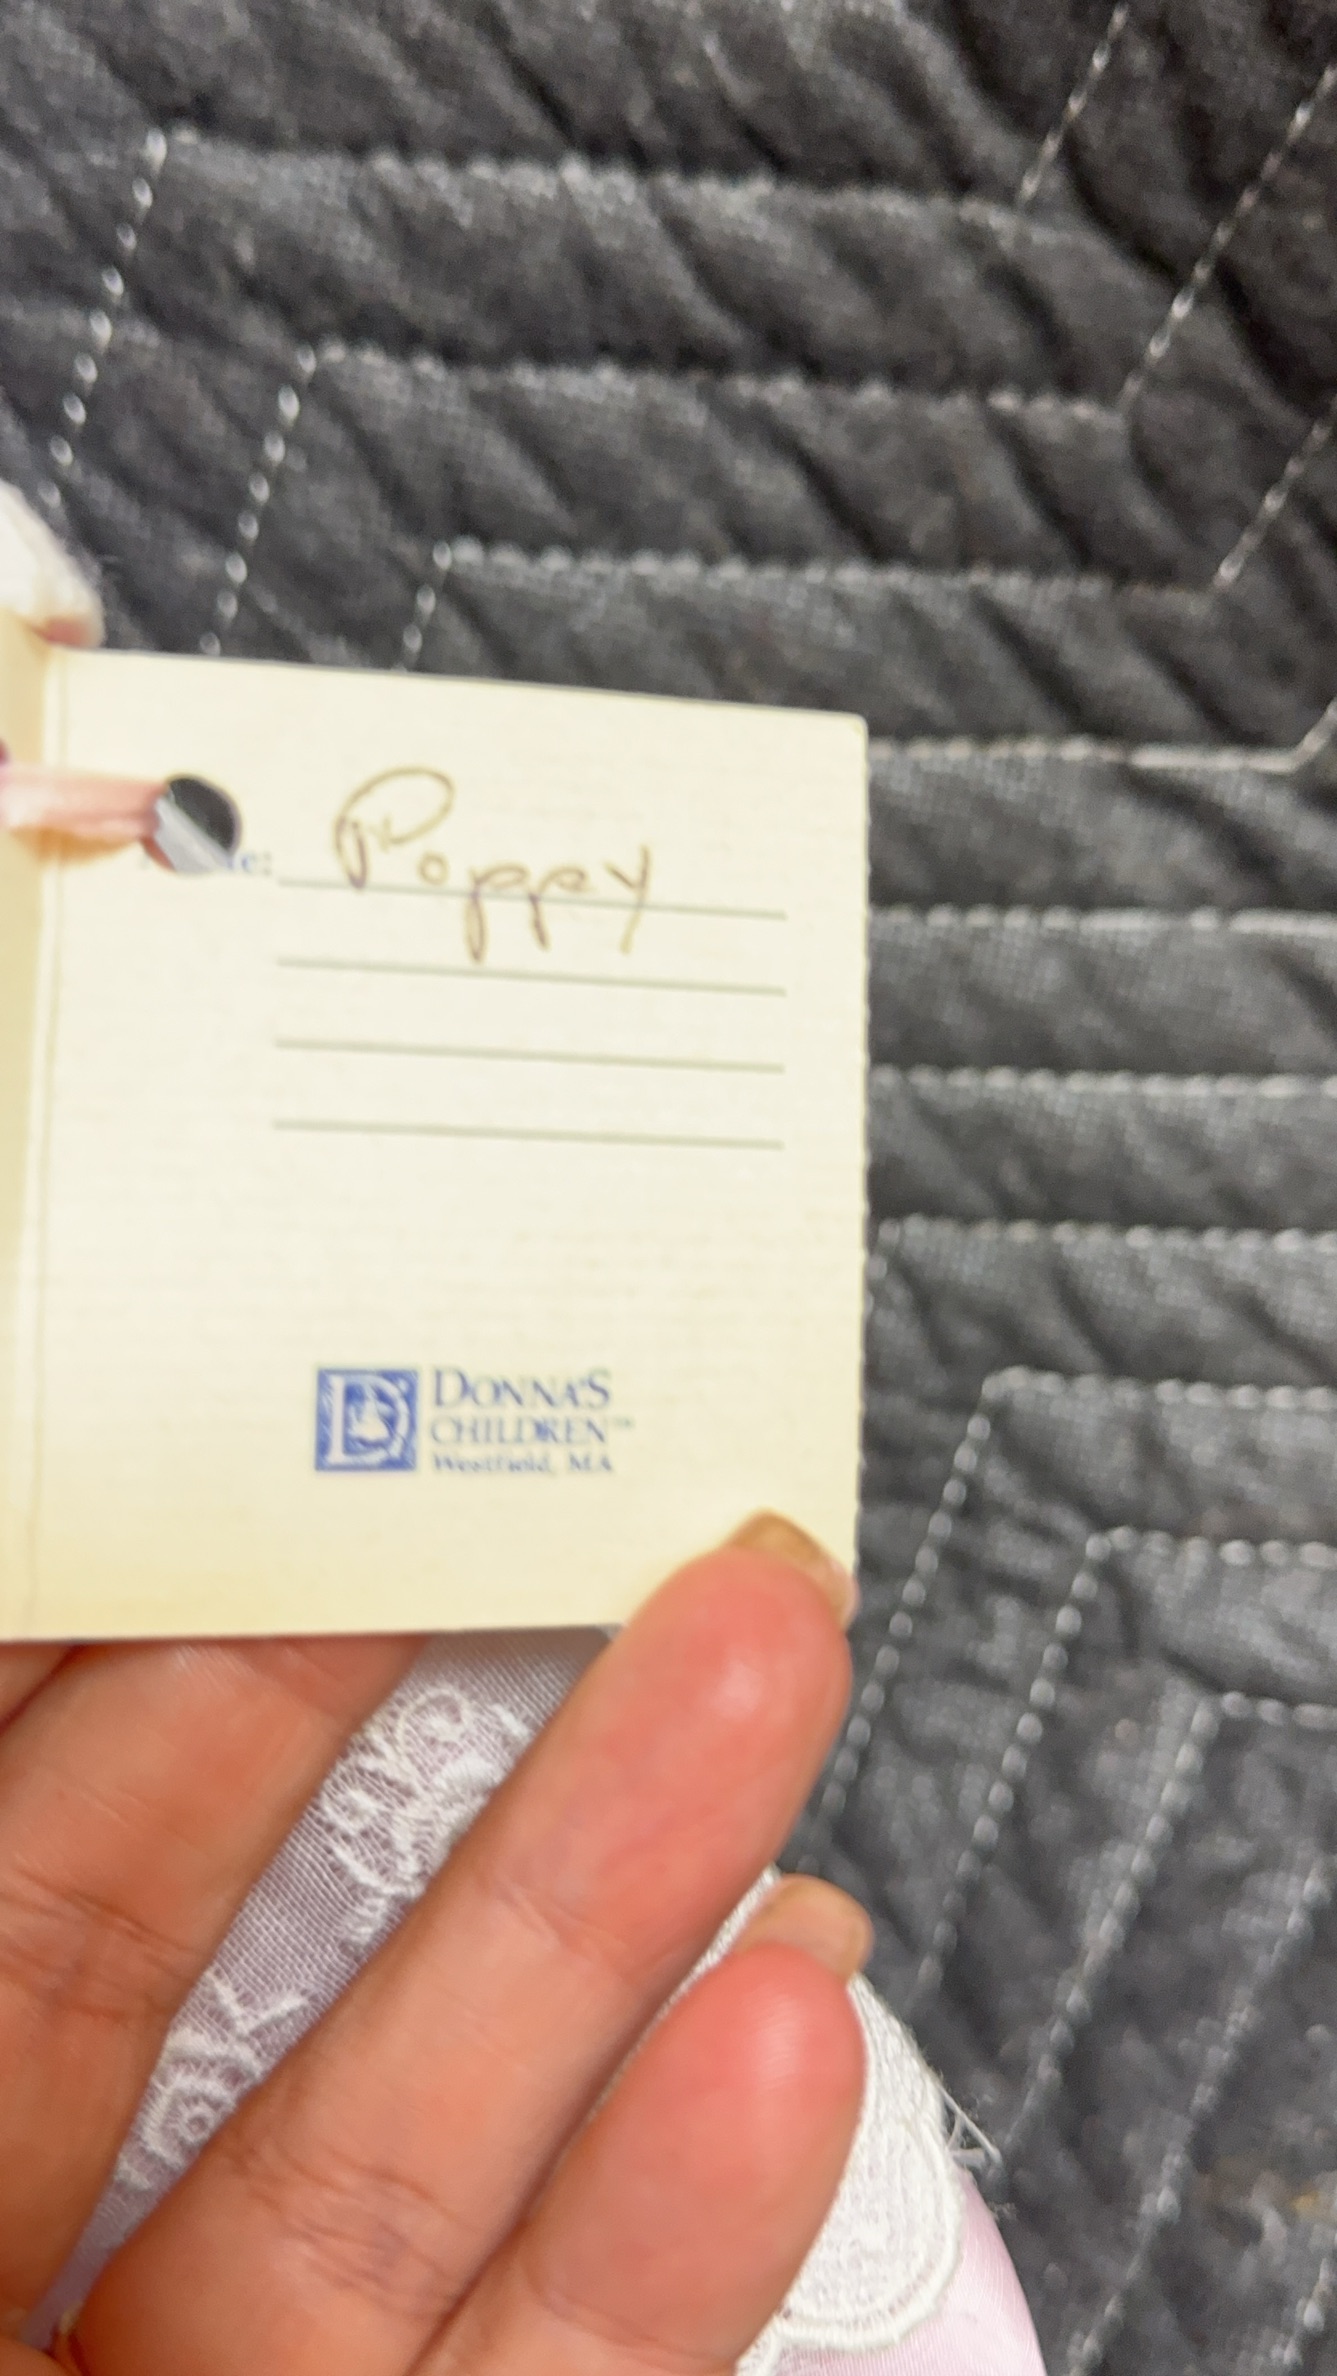 Poppy
DONNA'S
CHILDREN™
Westfield, MA